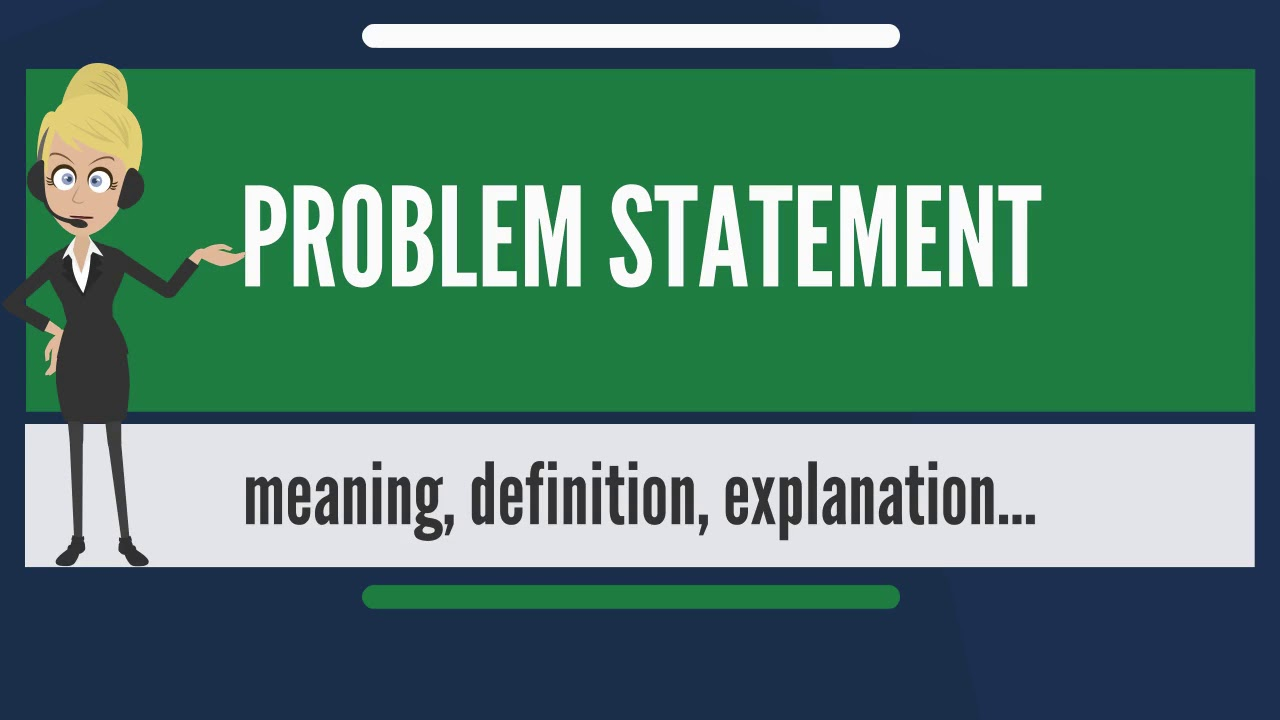 PROBLEM STATEMENT
meaning, definition, explanation...